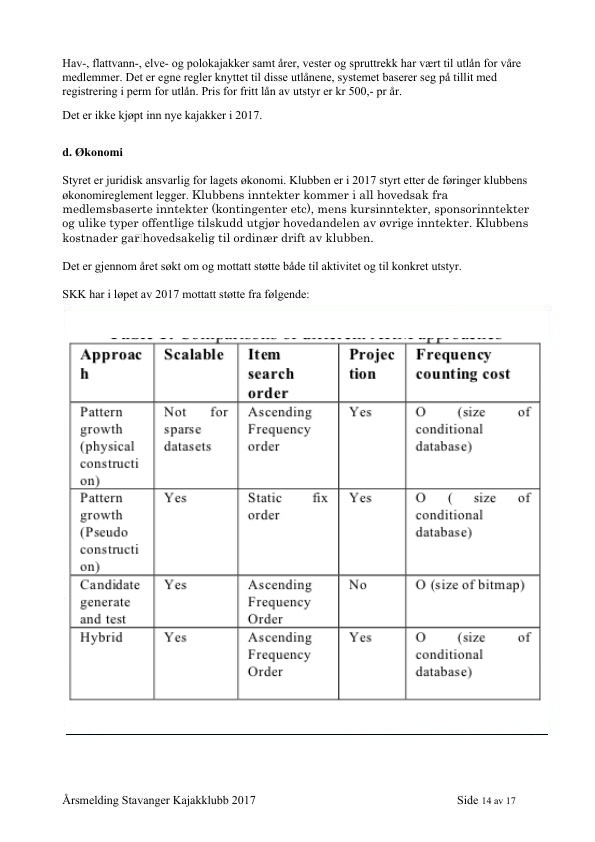 Hav-, flattvann-, elve- og polokajakker samt årer, vester og spruttrekk har vært til utlån for våre
medlemmer. Det er egne regler knyttet til disse utlånene, systemet baserer seg på tillit med
registrering i perm for utlån. Pris for fritt lån av utstyr er kr 500,- pr år.
Det er ikke kjøpt inn nye kajakker i 2017.
d. Økonomi
Styret er juridisk ansvarlig for lagets økonomi. Klubben er i 2017 styrt etter de føringer klubbens
økonomireglement legger. Klubbens inntekter kommer i all hovedsak fra
medlemsbaserte inntekter (kontingenter etc), mens kursinntekter, sponsorinntekter
og ulike typer offentlige tilskudd utgjør hovedandelen av øvrige inntekter. Klubbens
kostnader går hovedsakelig til ordinær drift av klubben.
Det er gjennom året søkt om og mottatt støtte både til aktivitet og til konkret utstyr.
SKK har i løpet av 2017 mottatt støtte fra følgende:
Approac Scalable Item Projec Frequency
h search tion counting cost
order
Pattern Not for Ascending Yes O (size of
growth sparse Frequency conditional
(physical datasets order database)
constructi
on)
Pattern Yes Static fix Yes O ( size of
growth order conditional
(Pseudo database)
constructi
on)
Candidate Yes Ascending No O (size of bitmap)
generate Frequency
and test Order
Hybrid Yes Ascending Yes O (size of
Frequency conditional
Order database)
Årsmelding Stavanger Kajakklubb 2017 Side 14 av 17